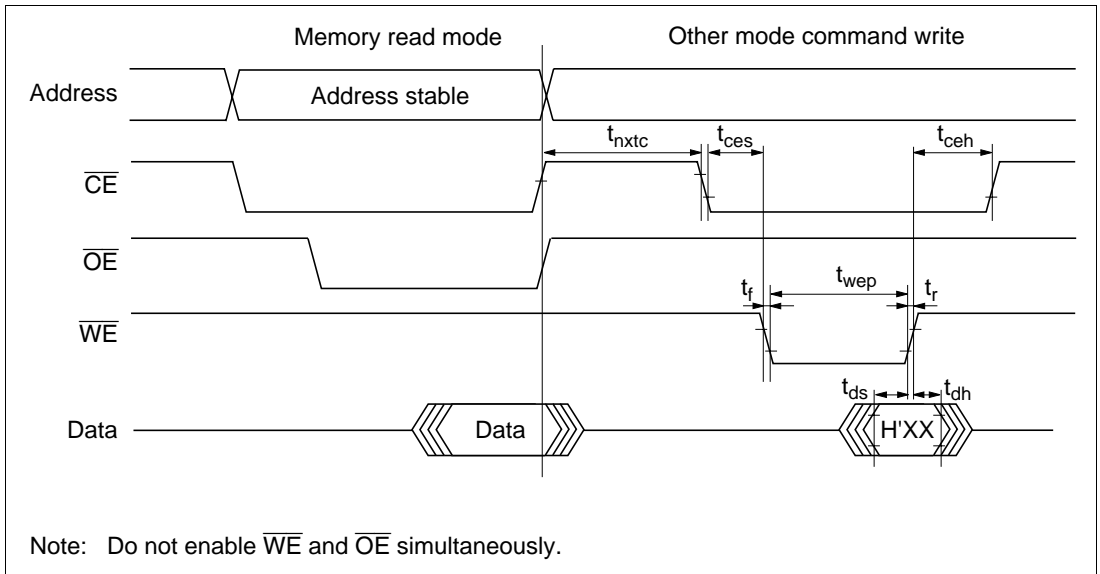 Memory read mode Other mode command write
Address Address stable
tnxtc tces tceh
CE
OE
tf twep tr
WE
tds tdh
Data Data H'XX
Note: Do not enable WE and OE simultaneously.